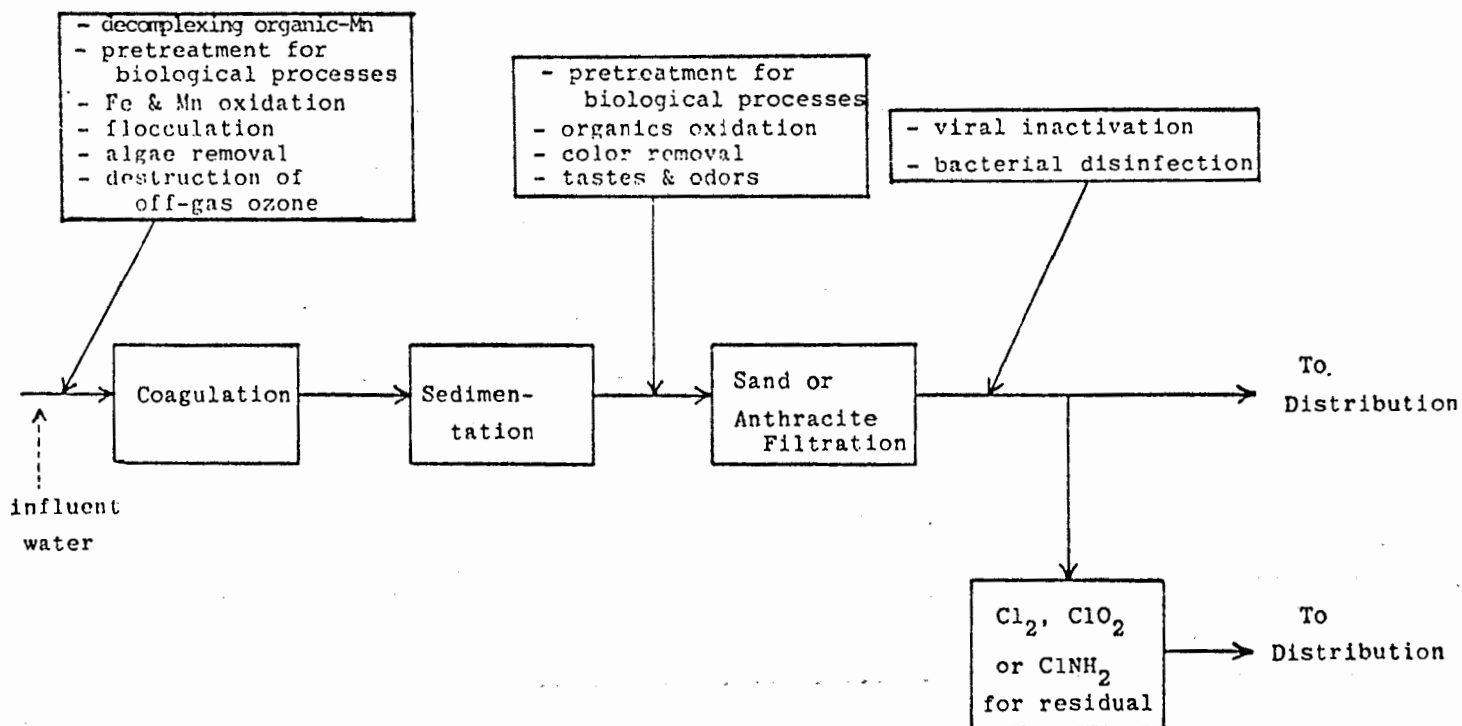 - decomplexing organic-Mn
- pretreatment for
biological processes
- Fe & Mn oxidation
- flocculation
- algae removal
- destruction of
off-gas ozone
- pretreatment for
biological processes
- organics oxidation
- color removal
- tastes & odors
- viral inactivation
- bacterial disinfection
Coagulation
Sedimen-
tation
Sand or
Anthracite
Filtration
To.
Distribution
influent
water
Cl2, ClO2
or ClNH2
for residual
To
Distribution